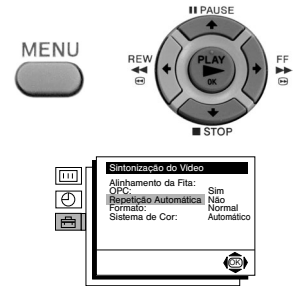 PAUSE
MENU
REW
PLAY
OK
FF
STOP
Sintonização do Vídeo
Alinhamento da Fita:
OPC: Sim
Repetição Automática Não
Formato: Normal
Sistema de Cor: Automático
OK